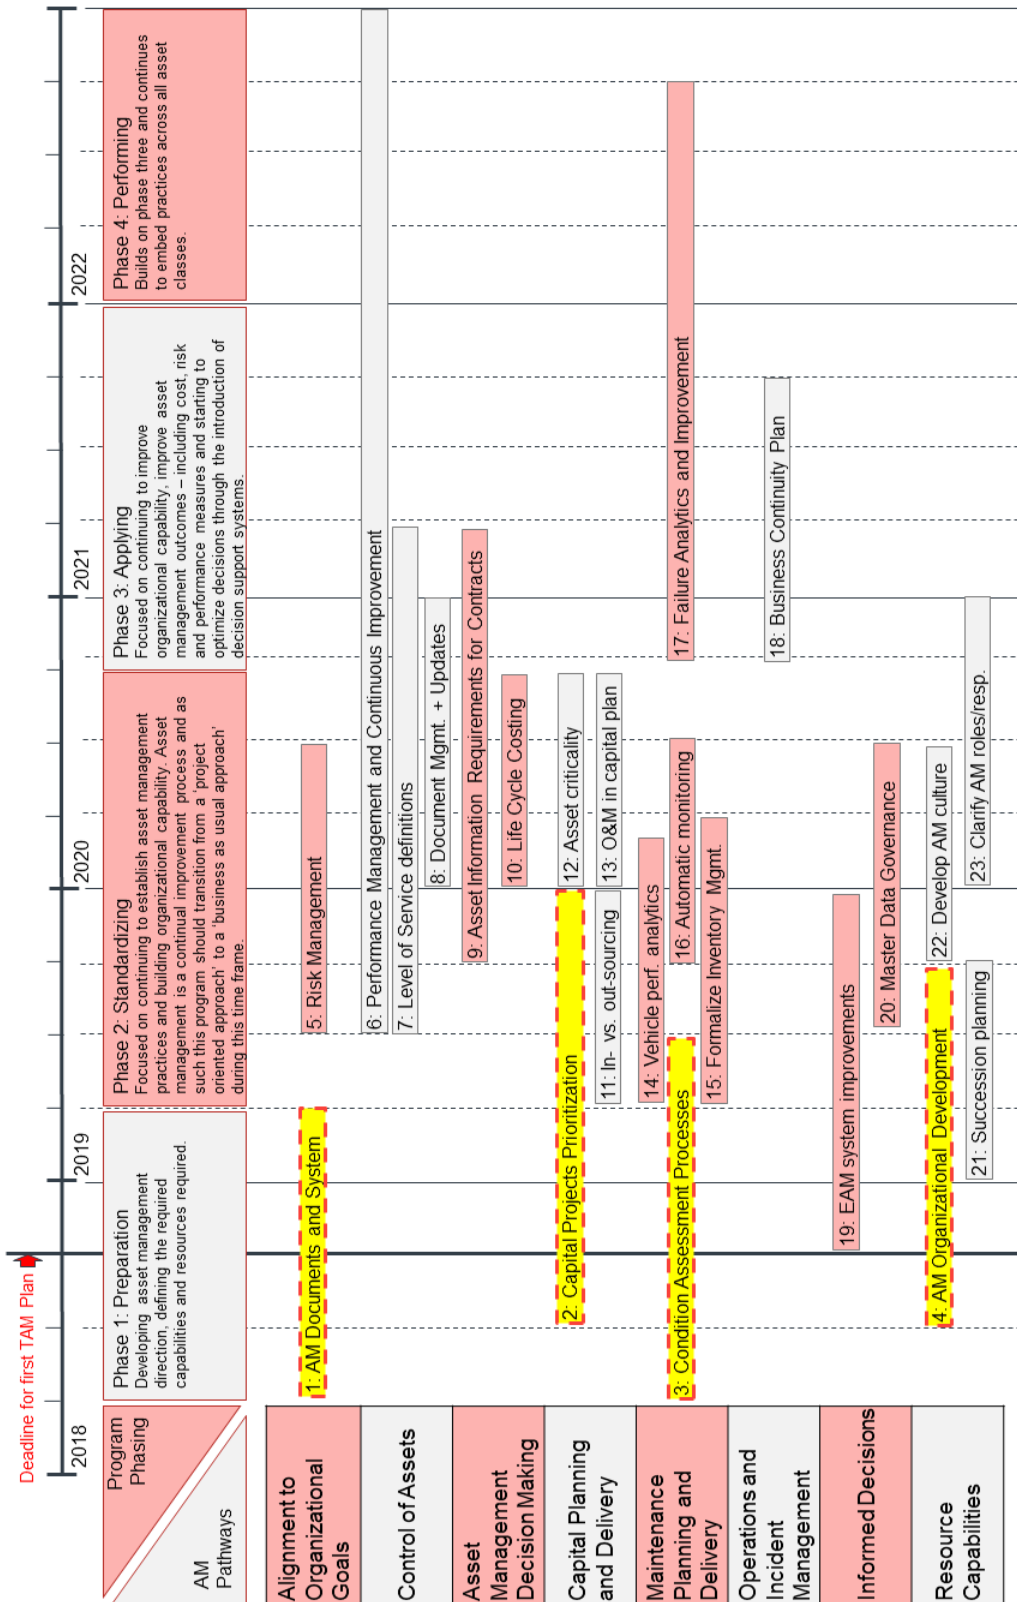 Deadline for first TAM Plan
2018
2019
2020
2021
2022
Program
Phasing
AM
Pathways
Phase 1: Preparation
Developing asset management
direction, defining the required
capabilities and resources required.
Phase 2: Standardizing
Focused on continuing to establish asset management
practices and building organizational capability. Asset
management is a continual improvement process and as
such this program should transition from a 'project
oriented approach' to a 'business as usual approach'
during this time frame.
Phase 3: Applying
Focused on continuing to improve
organizational capability, improve asset
management outcomes – including cost, risk
and performance measures and starting to
optimize decisions through the introduction of
decision support systems.
Phase 4: Performing
Builds on phase three and continues
to embed practices across all asset
classes.
Alignment to
Organizational
Goals
1: AM Documents and System
5: Risk Management
Control of Assets
6: Performance Management and Continuous Improvement
7: Level of Service definitions
8: Document Mgmt. + Updates
Asset
Management
Decision Making
9: Asset Information Requirements for Contracts
10: Life Cycle Costing
Capital Planning
and Delivery
2: Capital Projects Prioritization
12: Asset criticality
11: In- vs. out-sourcing
13: O&M in capital plan
Maintenance
Planning and
Delivery
14: Vehicle perf. analytics
3: Condition Assessment Processes
16: Automatic monitoring
17: Failure Analytics and Improvement
15: Formalize Inventory Mgmt.
Operations and
Incident
Management
18: Business Continuity Plan
Informed Decisions
19: EAM system improvements
20: Master Data Governance
Resource
Capabilities
4: AM Organizational Development
22: Develop AM culture
21: Succession planning
23: Clarify AM roles/resp.